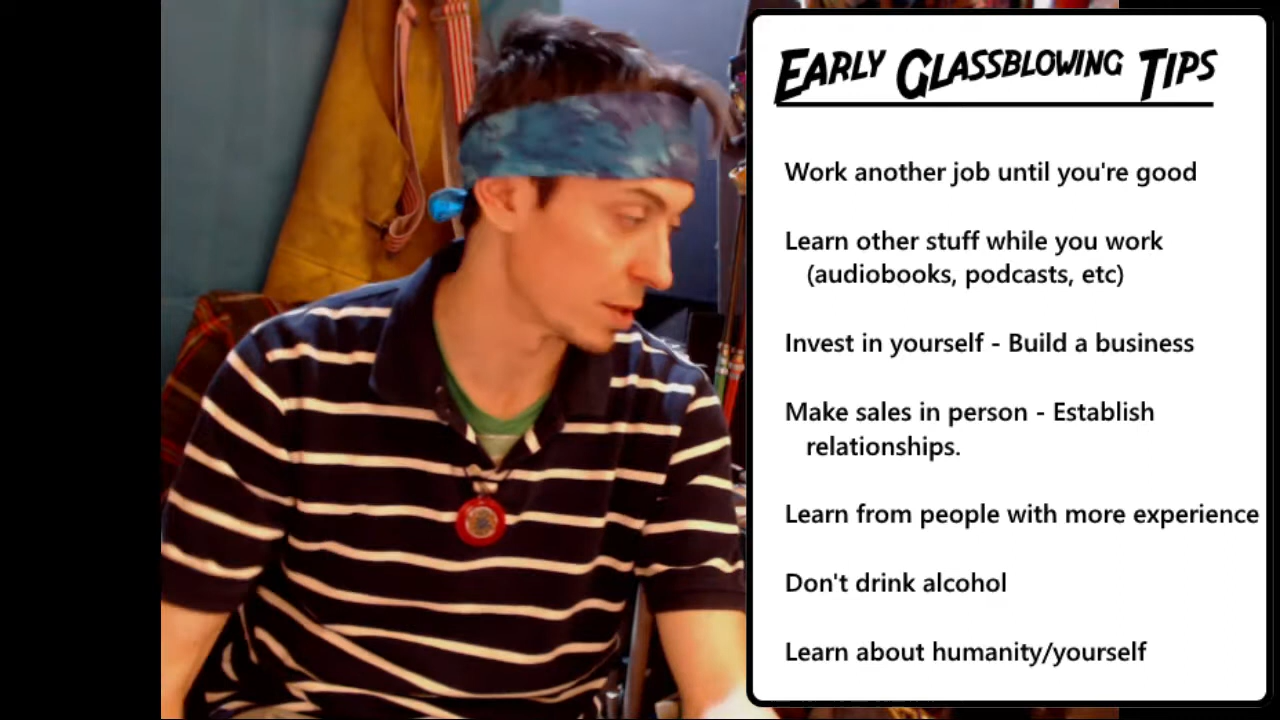 EARLY GLASSBLOWING TIPS
Work another job until you're good
Learn other stuff while you work
(audiobooks, podcasts, etc)
Invest in yourself - Build a business
Make sales in person - Establish
relationships.
Learn from people with more experience
Don't drink alcohol
Learn about humanity/yourself